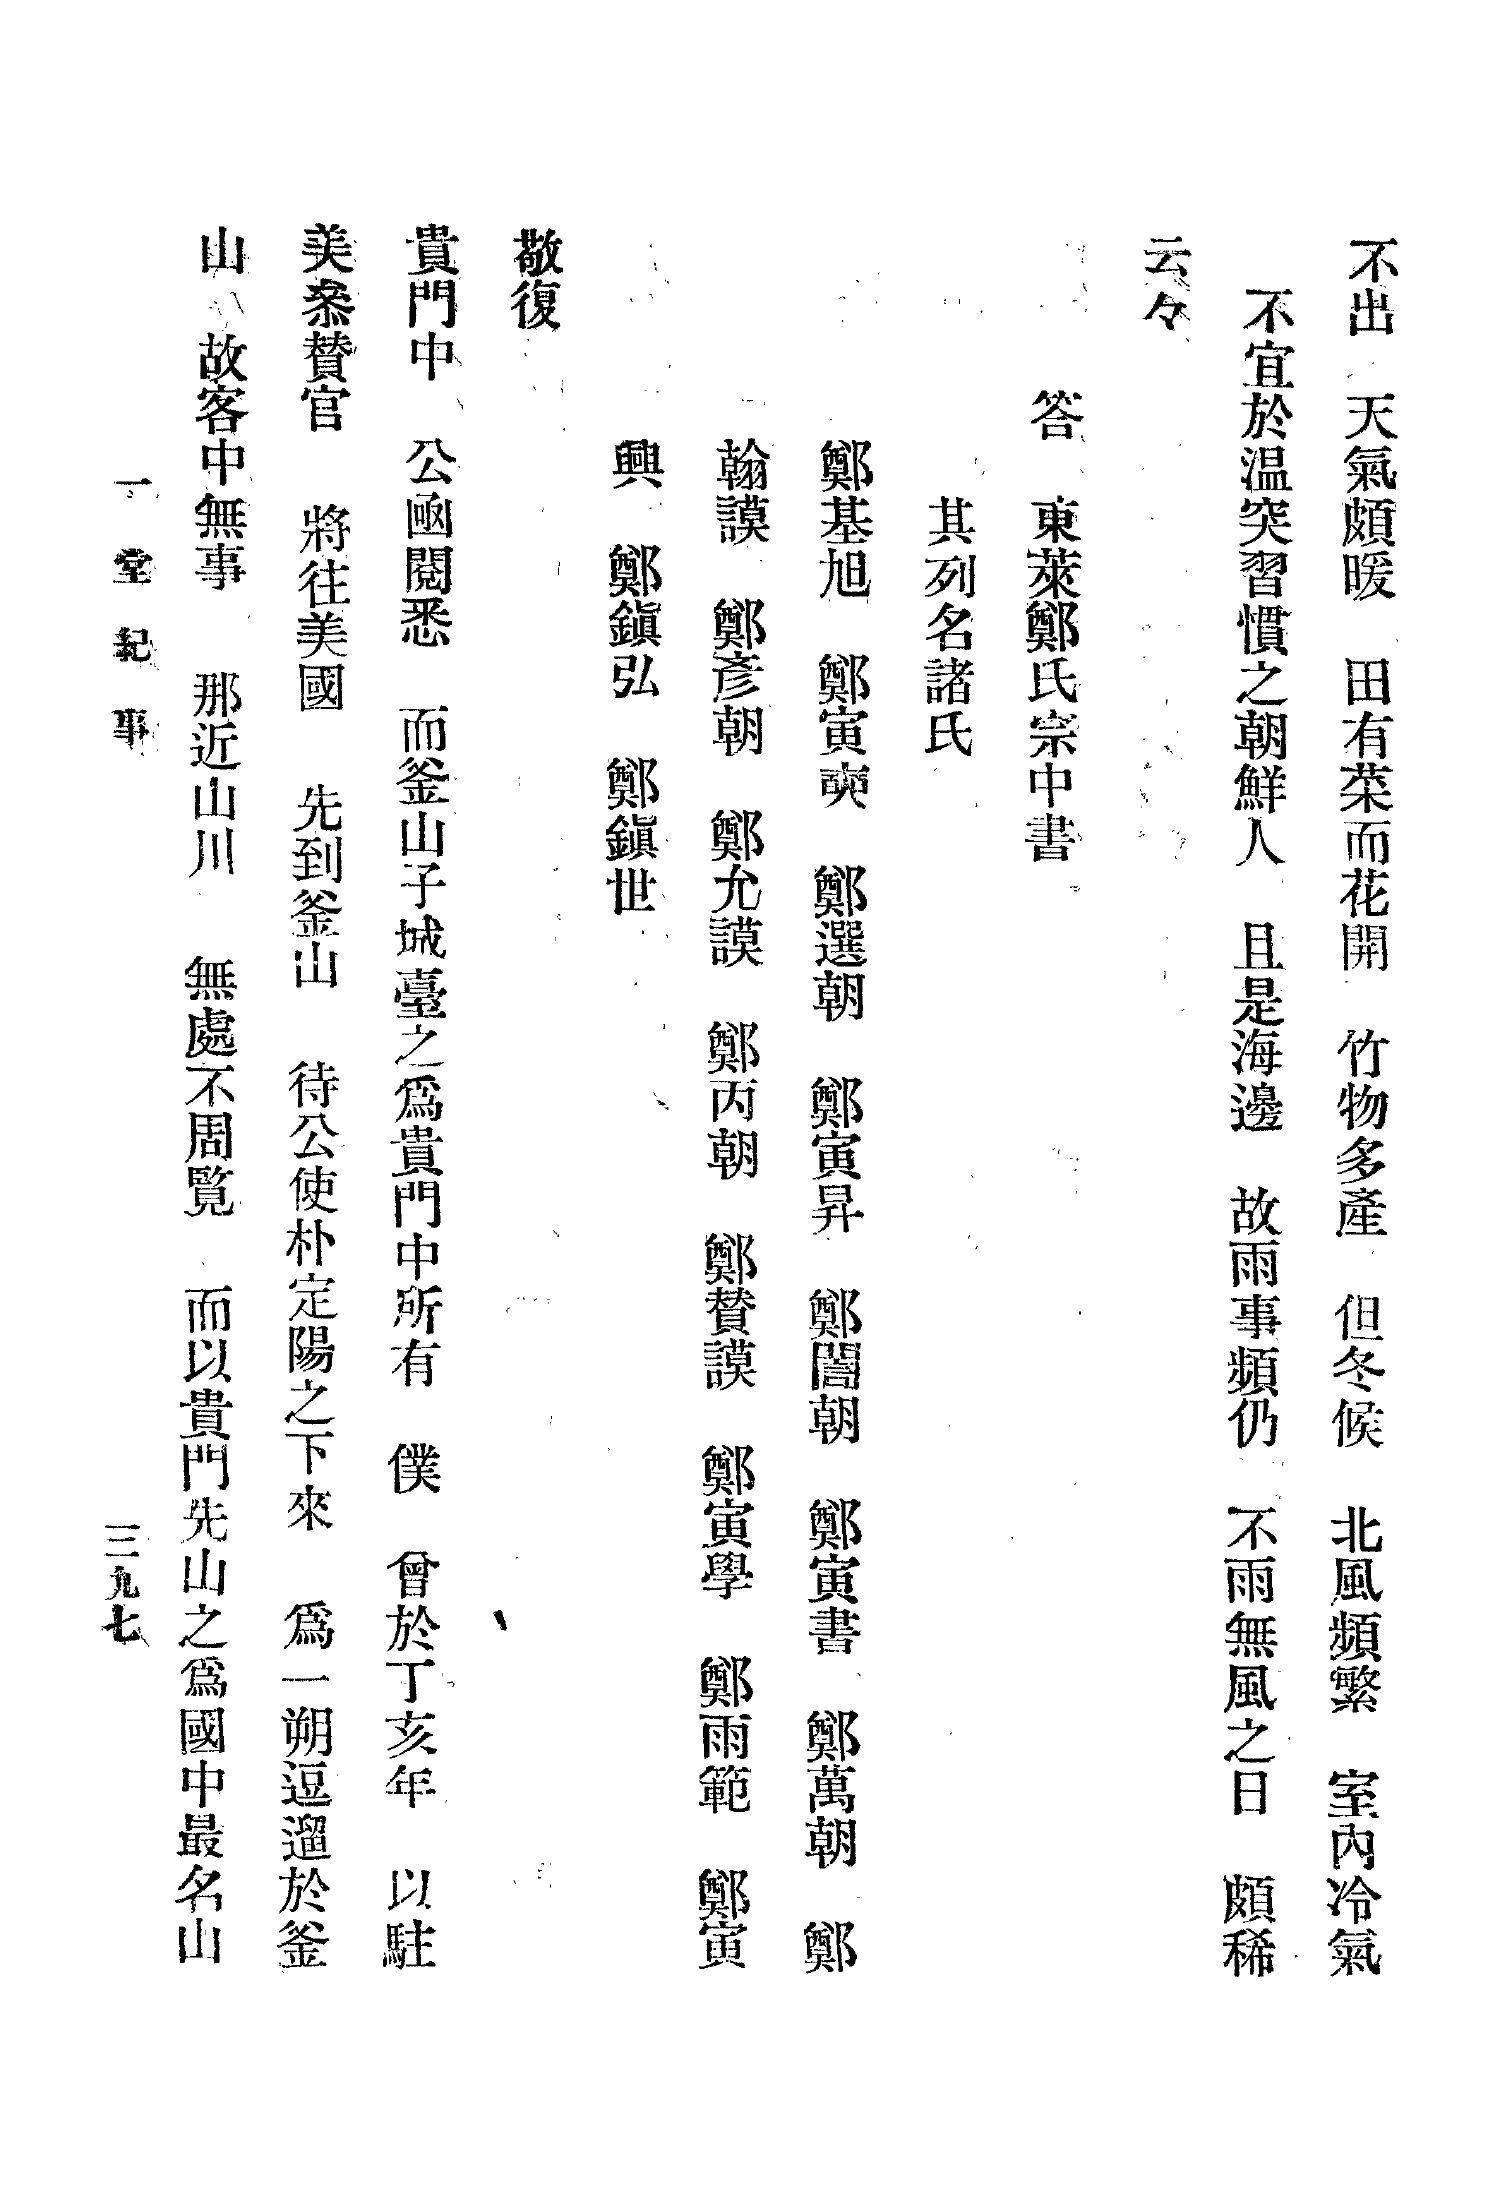 不出　天氣頗暖　田有菜而花開　竹物多產　但冬候　北風頻繁　室內冷氣
不宜於温突習慣之朝鮮人　且是海邊　故雨事頻仍　不雨無風之日　頗稀
云々
答　東萊鄭氏宗中書
其列名諸氏
鄭基旭　鄭寅奭　鄭選朝　鄭寅昇　鄭誾朝　鄭寅書　鄭萬朝　鄭
翰謨　鄭彥朝　鄭允謨　鄭丙朝　鄭賛謨　鄭寅學　鄭雨範　鄭寅
興　鄭鎭弘　鄭鎭世
敬復
貴門中　公凾閱悉　而釜山子城臺之爲貴門中所有　僕　曾於丁亥年　以駐
美叅賛官　將往美國　先到釜山　待公使朴定陽之下來　爲一朔逗遛於釜
山　故客中無事　那近山川　無處不周覽　而以貴門先山之爲國中最名山
一堂紀事
三九七